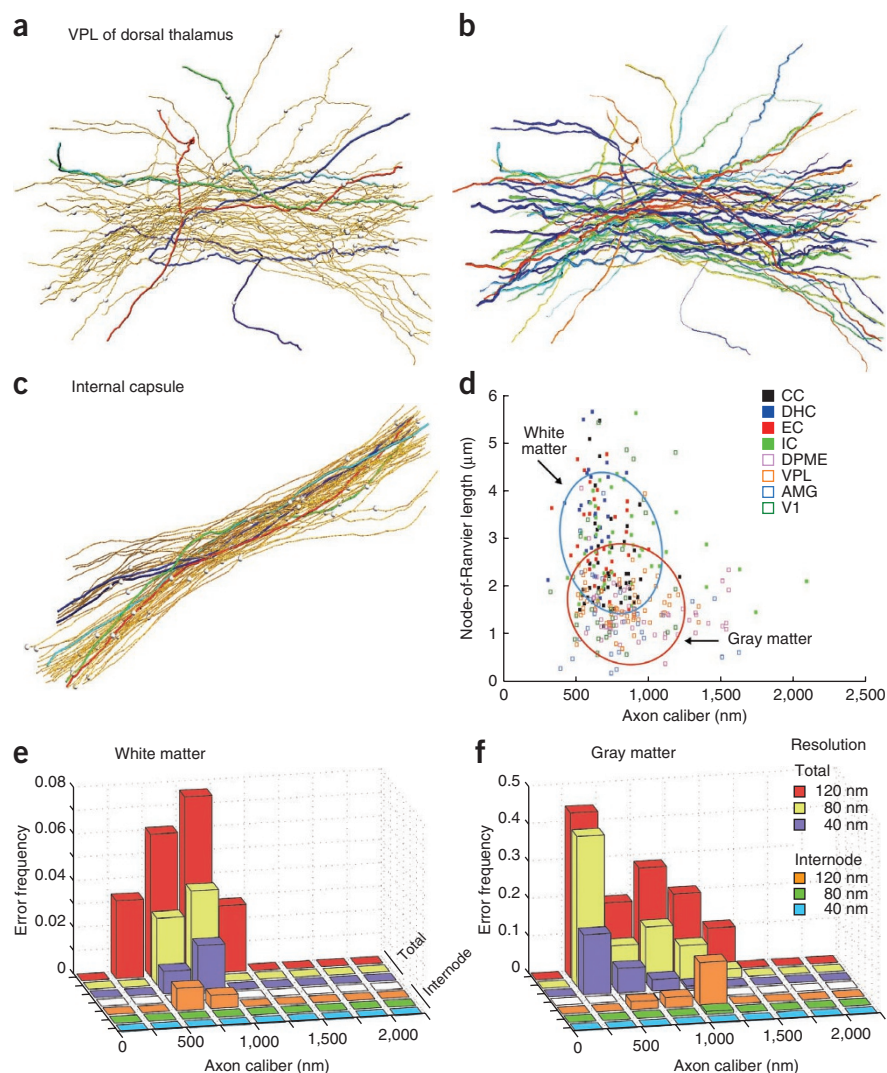 a
VPL of dorsal thalamus
b
c
Internal capsule
d
Node-of-Ranvier length (μm)
6
5
4
3
2
1
0
White
matter
Gray matter
CC
DHC
EC
IC
DPME
VPL
AMG
V1
0
500
1,000
1,500
2,000
2,500
Axon caliber (nm)
e
White matter
Error frequency
0.08
0.06
0.04
0.02
0
Total
Internode
0
500
1,000
1,500
2,000
Axon caliber (nm)
f
Gray matter
Error frequency
0.5
0.4
0.3
0.2
0.1
0
Resolution
Total
120 nm
80 nm
40 nm
Internode
120 nm
80 nm
40 nm
0
500
1,000
1,500
2,000
Axon caliber (nm)